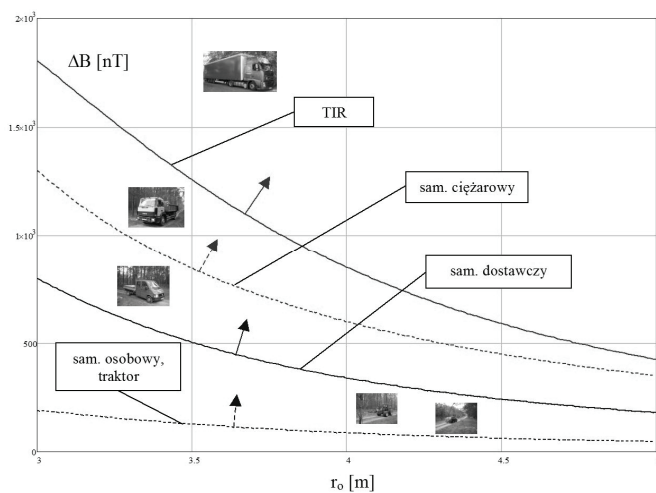 2×10³
ΔB [nT]
TIR
1.5×10³
sam. ciężarowy
1×10³
sam. dostawczy
500
sam. osobowy,
traktor
0
3 3.5 4 4.5
r₀ [m]